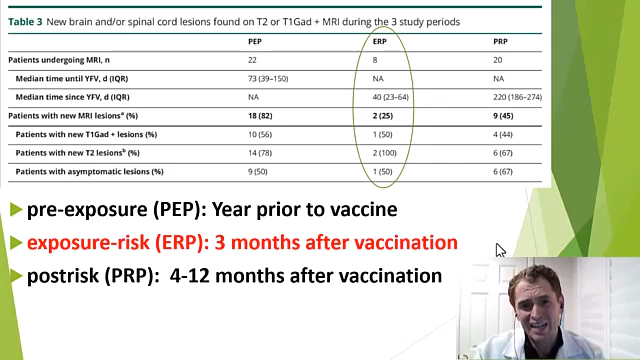 Table 3 New brain and/or spinal cord lesions found on T2 or T1Gad + MRI during the 3 study periods
PEP ERP PRP
Patients undergoing MRI, n 22 8 20
Median time until YFV, d (IQR) 73 (39–150) NA NA
Median time since YFV, d (IQR) NA 40 (23–64) 220 (186–274)
Patients with new MRI lesionsa (%) 18 (82) 2 (25) 9 (45)
Patients with new T1Gad+ lesions (%) 10 (56) 1 (50) 4 (44)
Patients with new T2 lesionsb (%) 14 (78) 2 (100) 6 (67)
Patients with asymptomatic lesions (%) 9 (50) 1 (50) 6 (67)
pre-exposure (PEP): Year prior to vaccine
exposure-risk (ERP): 3 months after vaccination
postrisk (PRP): 4-12 months after vaccination